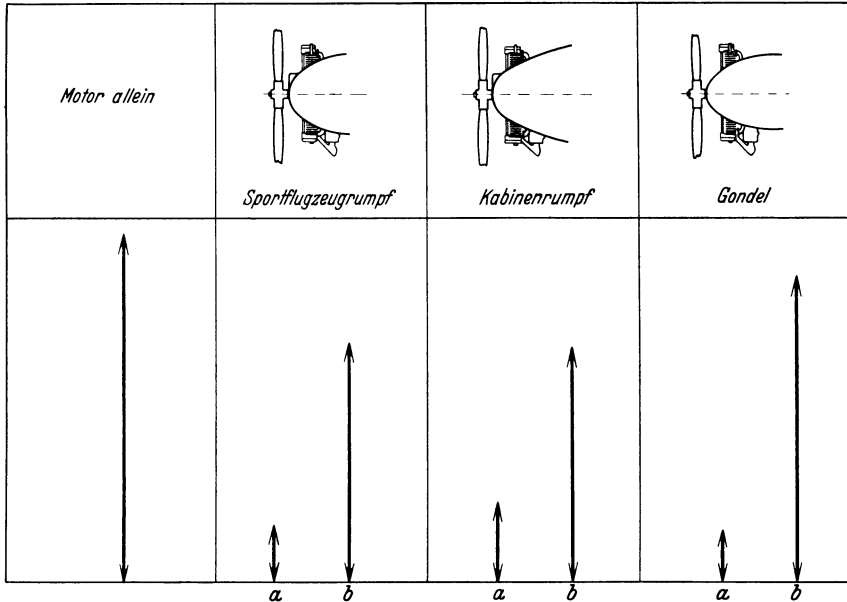 Motor allein
Sportflugzeugrumpf
Kabinenrumpf
Gondel
a b a b a b